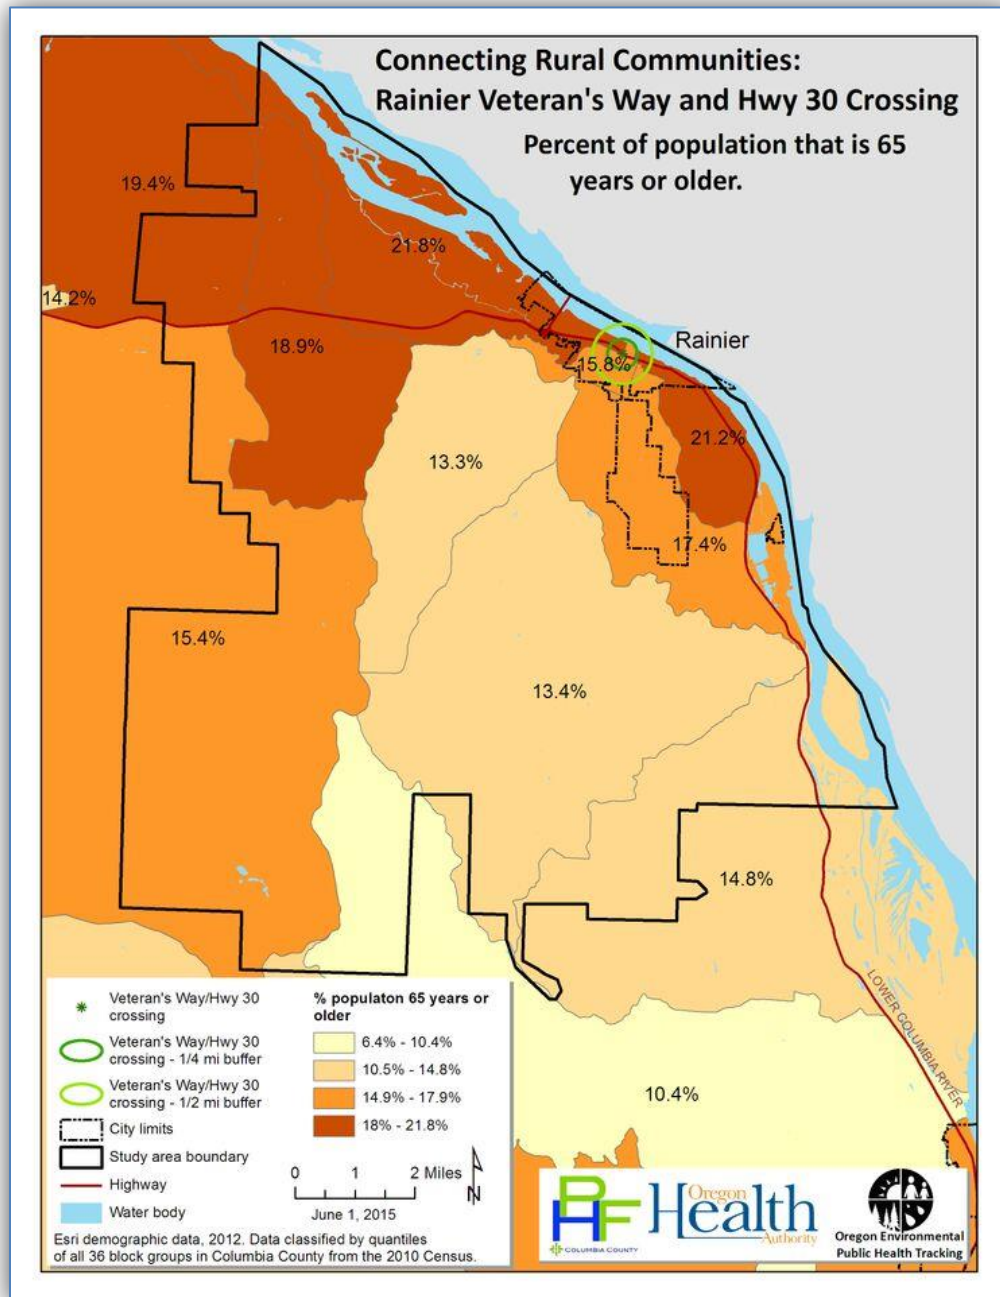 Connecting Rural Communities:
Rainier Veteran's Way and Hwy 30 Crossing
Percent of population that is 65
years or older.
19.4%
21.8%
14.2%
18.9%
Rainier
15.8%
21.2%
13.3%
17.4%
15.4%
13.4%
14.8%
LOWER COLUMBIA RIVER
10.4%
Veteran's Way/Hwy 30
crossing
Veteran's Way/Hwy 30
crossing - 1/4 mi buffer
Veteran's Way/Hwy 30
crossing - 1/2 mi buffer
City limits
Study area boundary
Highway
Water body
% populaton 65 years or
older
6.4% - 10.4%
10.5% - 14.8%
14.9% - 17.9%
18% - 21.8%
0 1 2 Miles
N
June 1, 2015
Esri demographic data, 2012. Data classified by quantiles
of all 36 block groups in Columbia County from the 2010 Census.
PHF
COLUMBIA COUNTY
Oregon
Health
Authority
Oregon Environmental
Public Health Tracking